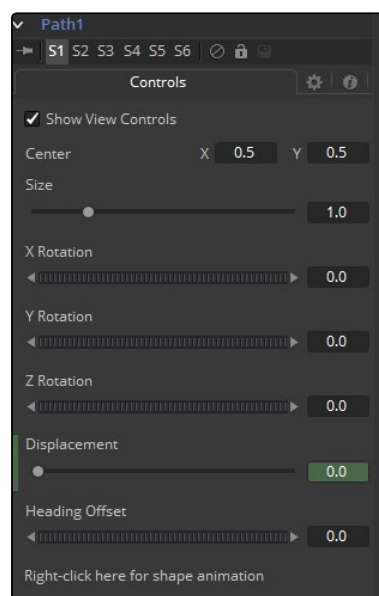 Path1
S1 S2 S3 S4 S5 S6
Controls
Show View Controls
Center X 0.5 Y 0.5
Size
1.0
X Rotation
0.0
Y Rotation
0.0
Z Rotation
0.0
Displacement
0.0
Heading Offset
0.0
Right-click here for shape animation